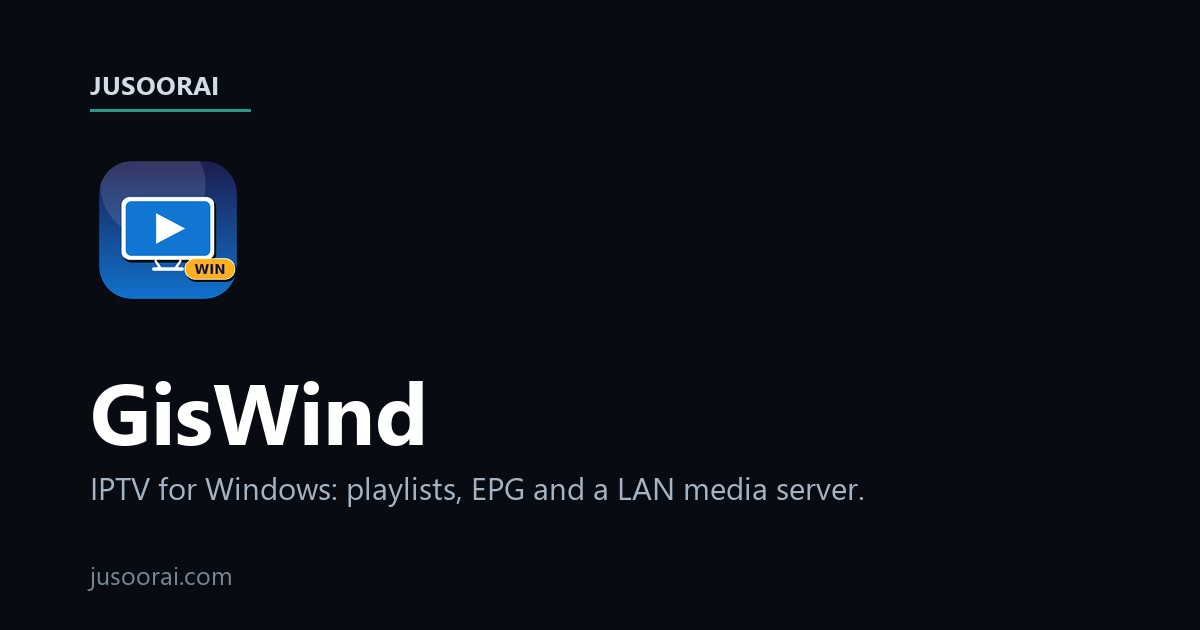 JUSOORAI
WIN
GisWind
IPTV for Windows: playlists, EPG and a LAN media server.
jusoorai.com